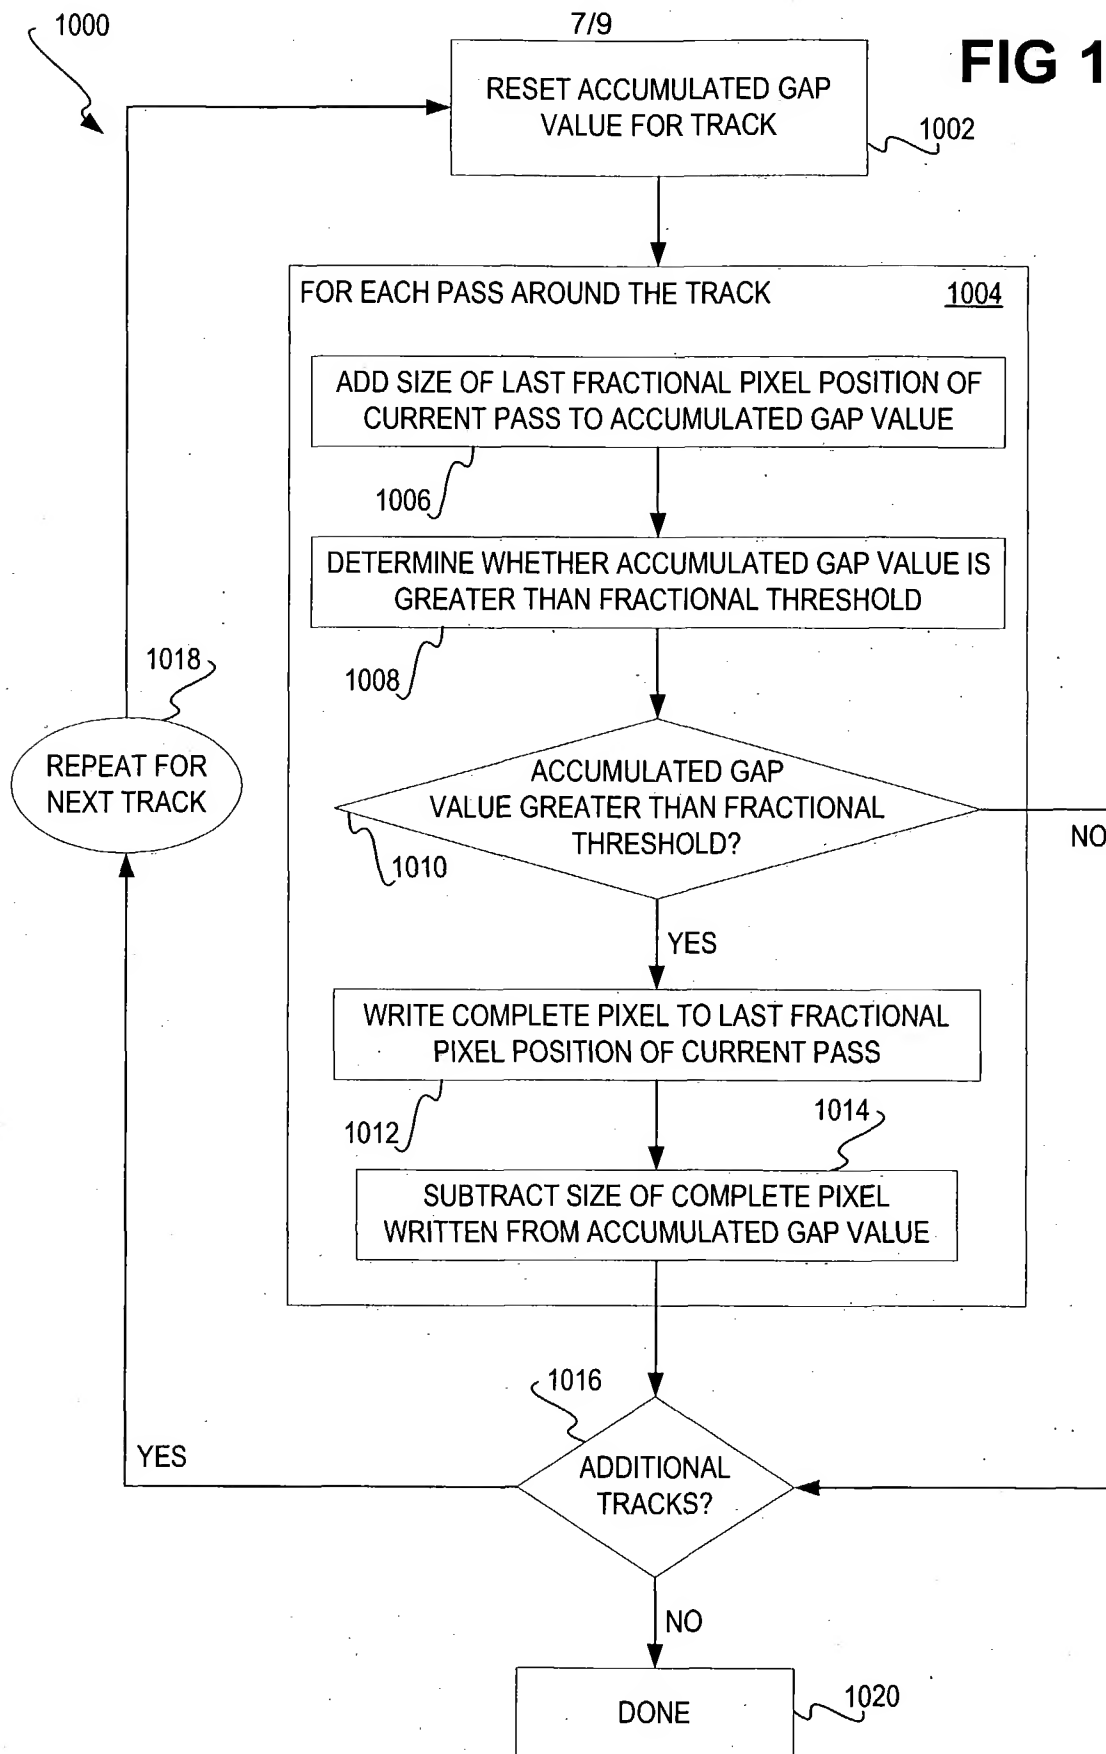 1000
7/9
FIG 1
RESET ACCUMULATED GAP
VALUE FOR TRACK
1002
FOR EACH PASS AROUND THE TRACK
1004
ADD SIZE OF LAST FRACTIONAL PIXEL POSITION OF
CURRENT PASS TO ACCUMULATED GAP VALUE
1006
DETERMINE WHETHER ACCUMULATED GAP VALUE IS
GREATER THAN FRACTIONAL THRESHOLD
1008
1018
REPEAT FOR
NEXT TRACK
ACCUMULATED GAP
VALUE GREATER THAN FRACTIONAL
THRESHOLD?
1010
NO
YES
WRITE COMPLETE PIXEL TO LAST FRACTIONAL
PIXEL POSITION OF CURRENT PASS
1012
1014
SUBTRACT SIZE OF COMPLETE PIXEL
WRITTEN FROM ACCUMULATED GAP VALUE
1016
YES
ADDITIONAL
TRACKS?
NO
DONE
1020